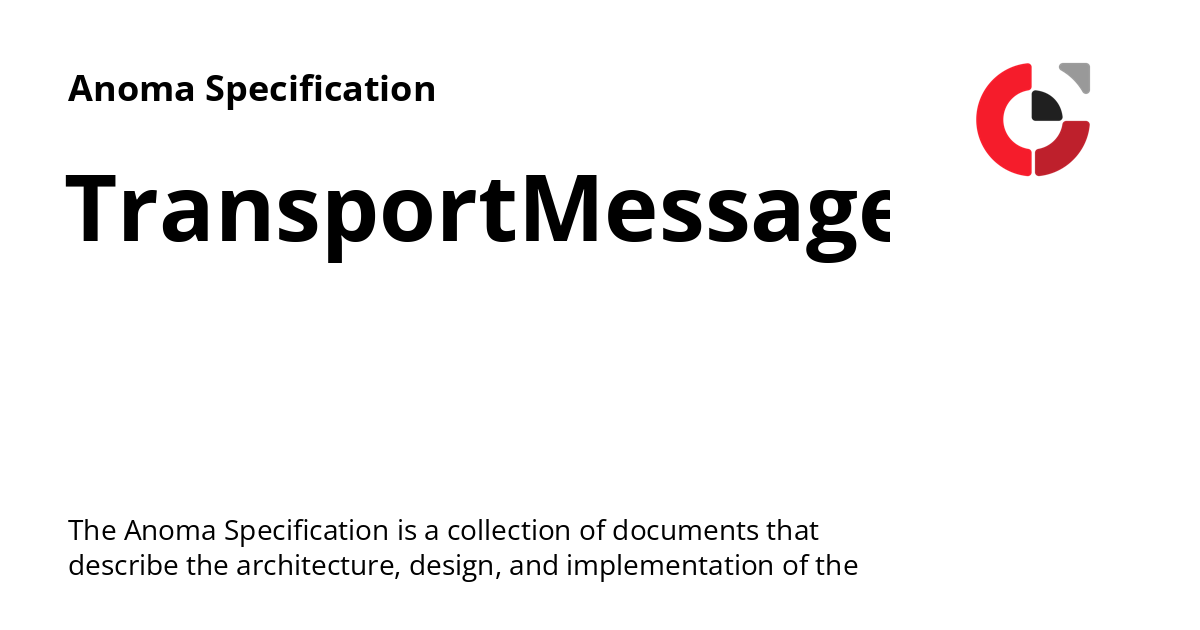 Anoma Specification
TransportMessage
The Anoma Specification is a collection of documents that
describe the architecture, design, and implementation of the